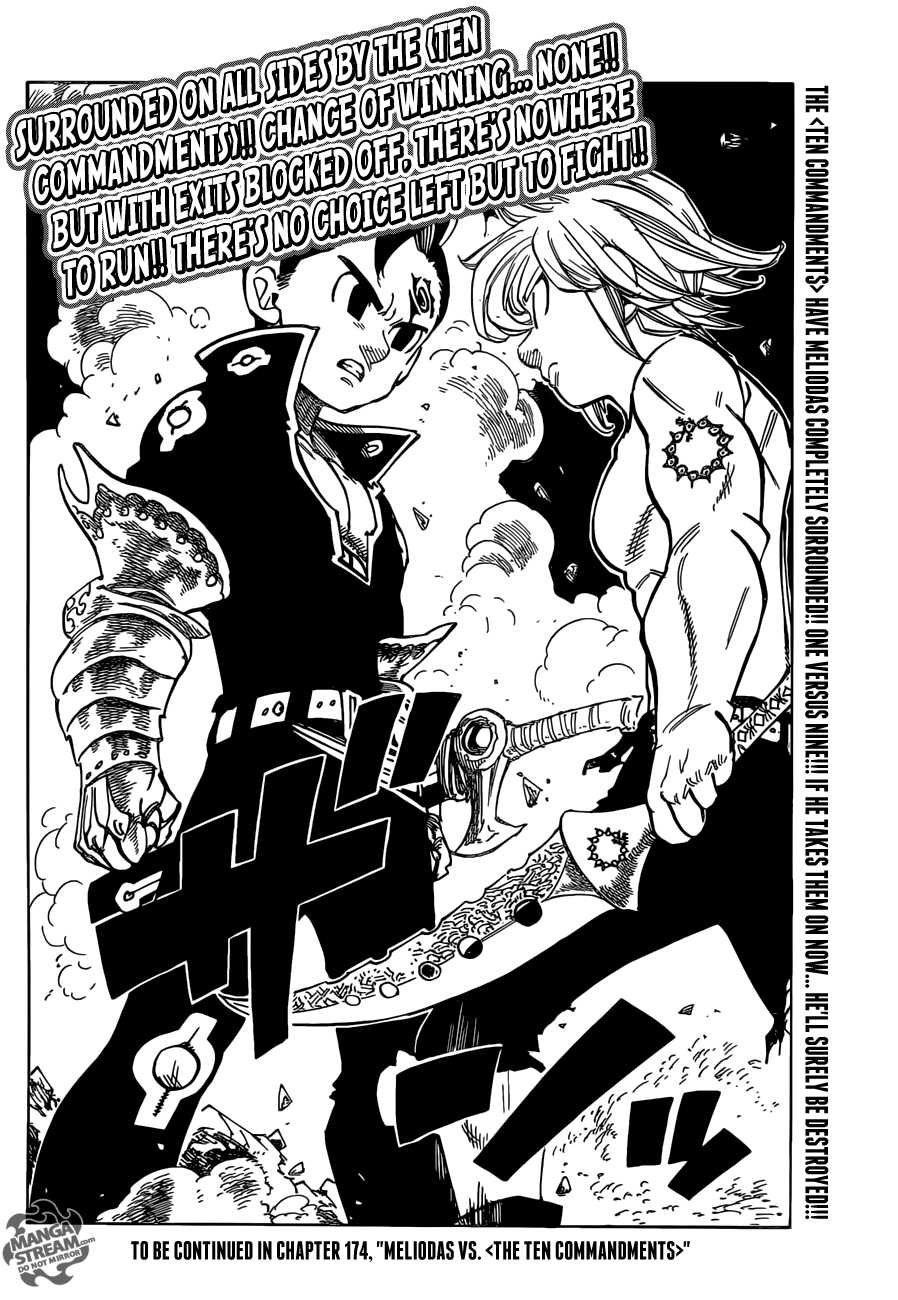 SURROUNDED ON ALL SIDES BY THE <TEN
COMMANDMENTS>!! CHANCE OF WINNING... NONE!!
BUT WITH EXITS BLOCKED OFF, THERE'S NOWHERE
TO RUN!! THERE'S NO CHOICE LEFT BUT TO FIGHT!!
THE <TEN COMMANDMENTS> HAVE MELIODAS COMPLETELY SURROUNDED!! ONE VERSUS NINE!!! IF HE TAKES THEM ON NOW... HE'LL SURELY BE DESTROYED!!!
ザザッ
MANGA
STREAM.com
DO NOT MIRROR
TO BE CONTINUED IN CHAPTER 174, "MELIODAS VS. <THE TEN COMMANDMENTS>"